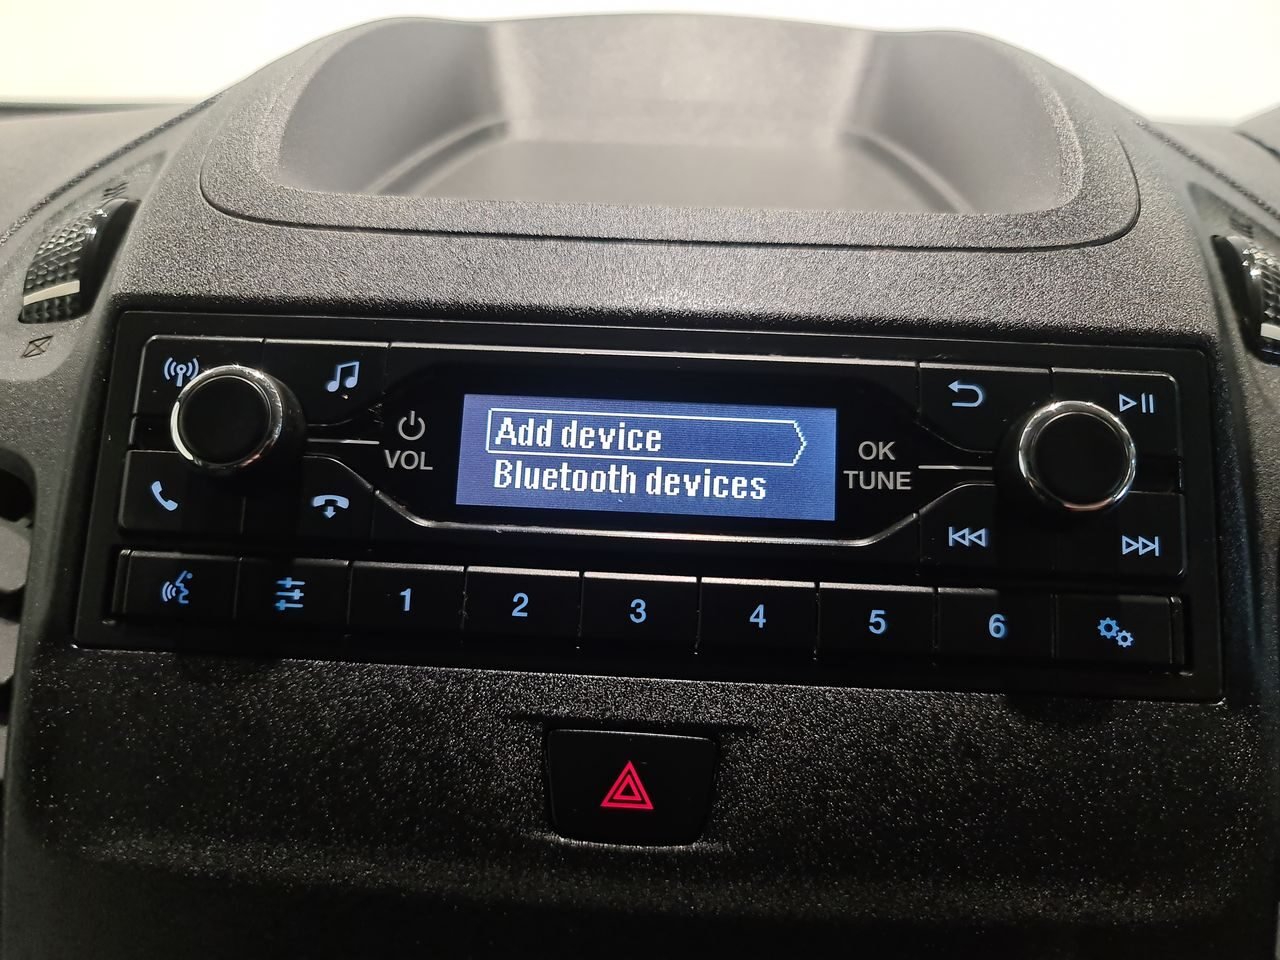 Add device
Bluetooth devices
VOL
OK
TUNE
1 2 3 4 5 6